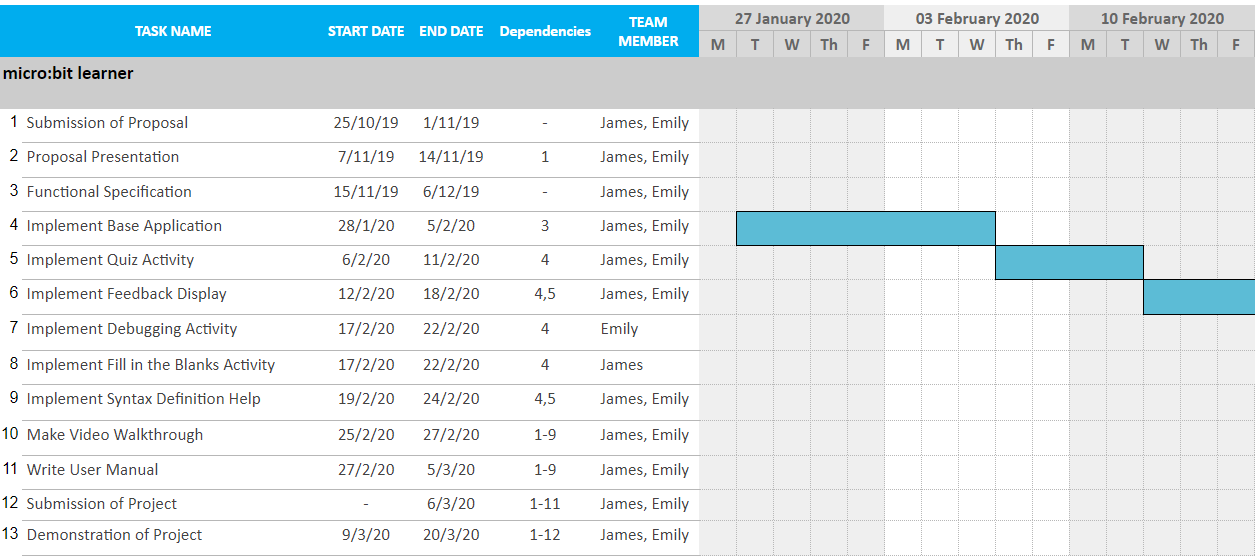 TASK NAME START DATE END DATE Dependencies TEAM MEMBER 27 January 2020 03 February 2020 10 February 2020
M T W Th F M T W Th F M T W Th F
micro:bit learner
1 Submission of Proposal 25/10/19 1/11/19 - James, Emily
2 Proposal Presentation 7/11/19 14/11/19 1 James, Emily
3 Functional Specification 15/11/19 6/12/19 - James, Emily
4 Implement Base Application 28/1/20 5/2/20 3 James, Emily
5 Implement Quiz Activity 6/2/20 11/2/20 4 James, Emily
6 Implement Feedback Display 12/2/20 18/2/20 4,5 James, Emily
7 Implement Debugging Activity 17/2/20 22/2/20 4 Emily
8 Implement Fill in the Blanks Activity 17/2/20 22/2/20 4 James
9 Implement Syntax Definition Help 19/2/20 24/2/20 4,5 James, Emily
10 Make Video Walkthrough 25/2/20 27/2/20 1-9 James, Emily
11 Write User Manual 27/2/20 5/3/20 1-9 James, Emily
12 Submission of Project - 6/3/20 1-11 James, Emily
13 Demonstration of Project 9/3/20 20/3/20 1-12 James, Emily